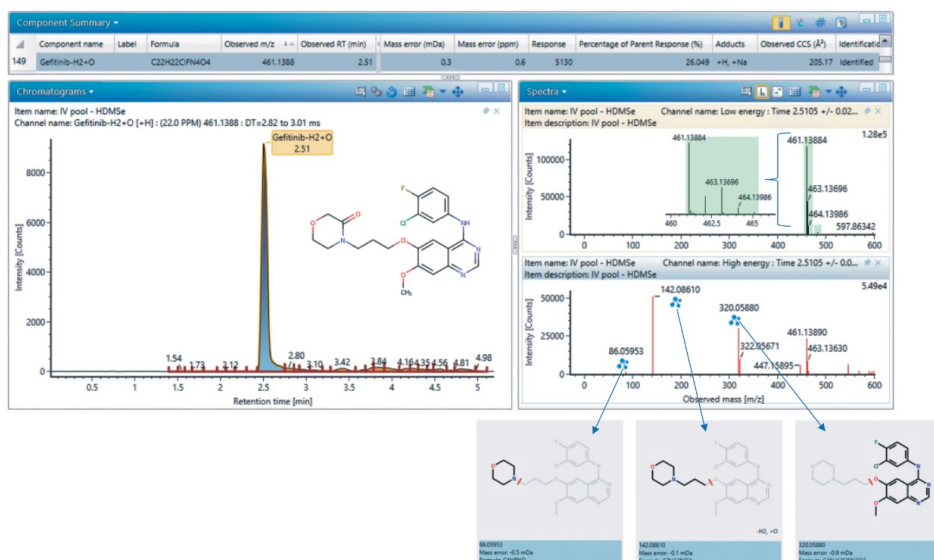 Component Summary
Component name Label Formula Observed m/z Observed RT (min) Mass error (mDa) Mass error (ppm) Response Percentage of Parent Response (%) Adducts Observed CCS (Å²)
149 Gefitinib-H2+O C22H22ClFN4O4 461.1388 2.51 0.3 0.6 5130 26.049 +H, +Na 205.17 Identified
Chromatograms
Item name: IV pool - HDMSe
Channel name: Gefitinib-H2+O [+H] : (22.0 PPM) 461.1388 : DT=2.82 to 3.01 ms
Gefitinib-H2+O
2.51
Intensity [Counts]
8000
6000
4000
2000
0
1.54 1.73 2.12 2.80 3.10 3.42 3.84 4.16 4.35 4.56 4.81 4.98
0.5 1 1.5 2 2.5 3 3.5 4 4.5 5
Retention time [min]
F
Cl
NH
N
N
O
O
N
O
O
CH₃
Spectra
Item name: IV pool - HDMSe Channel name: Low energy : Time 2.5105 +/- 0.02...
Item description: IV pool - HDMSe
1.28e5
Intensity [Counts]
100000
50000
0
461.13884
463.13696
464.13986
460 462.5 465
461.13884
463.13696
464.13986
597.86342
0 100 200 300 400 500 600
Item name: IV pool - HDMSe Channel name: High energy : Time 2.5105 +/- 0.0...
Item description: IV pool - HDMSe
5.49e4
Intensity [Counts]
50000
25000
0
86.05953
142.08610
320.05880
322.05671
447.15895
461.13890
463.13630
0 100 200 300 400 500 600
Observed mass [m/z]
86.05953
Mass error: -0.5 mDa
-H2, +O
142.08610
Mass error: -0.1 mDa
320.05880
Mass error: -0.9 mDa